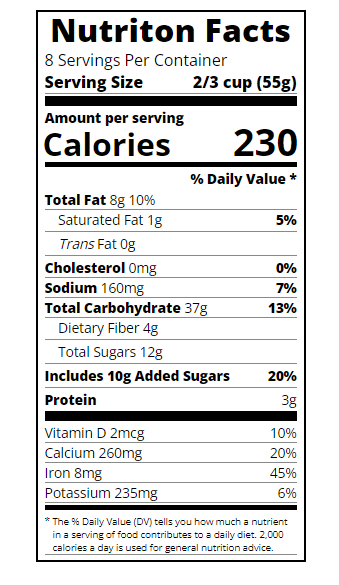 Nutriton Facts
8 Servings Per Container
Serving Size 2/3 cup (55g)
Amount per serving
Calories 230
% Daily Value *
Total Fat 8g 10%
Saturated Fat 1g 5%
Trans Fat 0g
Cholesterol 0mg 0%
Sodium 160mg 7%
Total Carbohydrate 37g 13%
Dietary Fiber 4g
Total Sugars 12g
Includes 10g Added Sugars 20%
Protein 3g
Vitamin D 2mcg 10%
Calcium 260mg 20%
Iron 8mg 45%
Potassium 235mg 6%
* The % Daily Value (DV) tells you how much a nutrient
in a serving of food contributes to a daily diet. 2,000
calories a day is used for general nutrition advice.